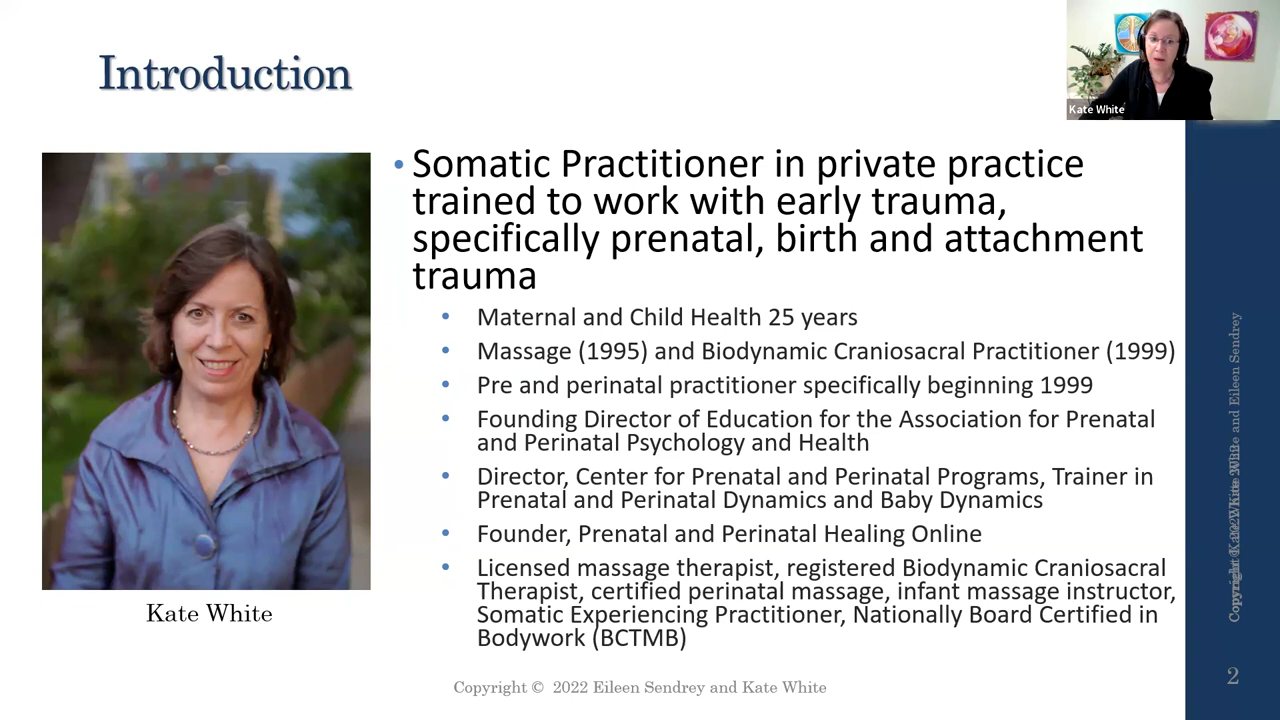 Introduction
Kate White
• Somatic Practitioner in private practice
trained to work with early trauma,
specifically prenatal, birth and attachment
trauma
• Maternal and Child Health 25 years
• Massage (1995) and Biodynamic Craniosacral Practitioner (1999)
• Pre and perinatal practitioner specifically beginning 1999
• Founding Director of Education for the Association for Prenatal
and Perinatal Psychology and Health
• Director, Center for Prenatal and Perinatal Programs, Trainer in
Prenatal and Perinatal Dynamics and Baby Dynamics
• Founder, Prenatal and Perinatal Healing Online
• Licensed massage therapist, registered Biodynamic Craniosacral
Therapist, certified perinatal massage, infant massage instructor,
Somatic Experiencing Practitioner, Nationally Board Certified in
Bodywork (BCTMB)
Kate White
Copyright © 2022 Eileen Sendrey and Kate White
and Eileen Sendrey
2